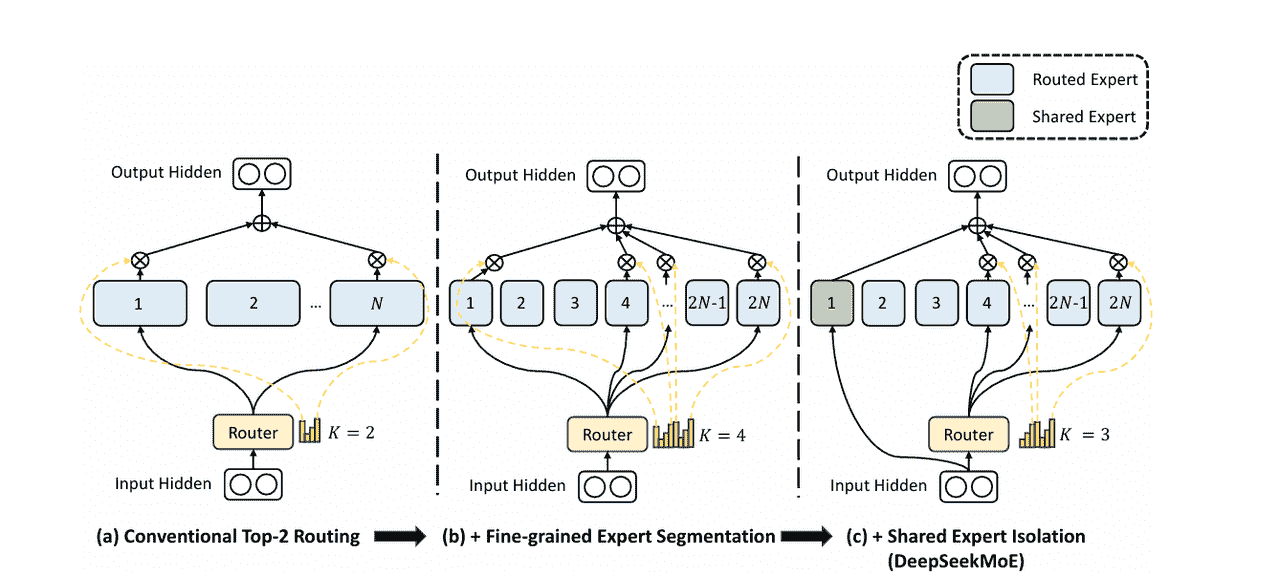 Routed Expert
Shared Expert
Output Hidden
1
2
...
N
Router
K = 2
Input Hidden
(a) Conventional Top-2 Routing
Output Hidden
1
2
3
4
...
2N-1
2N
Router
K = 4
Input Hidden
(b) + Fine-grained Expert Segmentation
Output Hidden
1
2
3
4
...
2N-1
2N
Router
K = 3
Input Hidden
(c) + Shared Expert Isolation
(DeepSeekMoE)